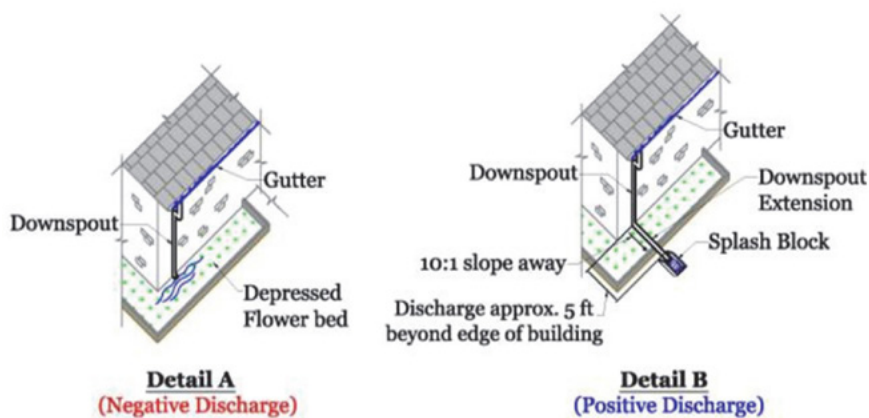 Gutter
Downspout
Depressed
Flower bed
Detail A
(Negative Discharge)
Gutter
Downspout
Downspout
Extension
Splash Block
10:1 slope away
Discharge approx. 5 ft
beyond edge of building
Detail B
(Positive Discharge)